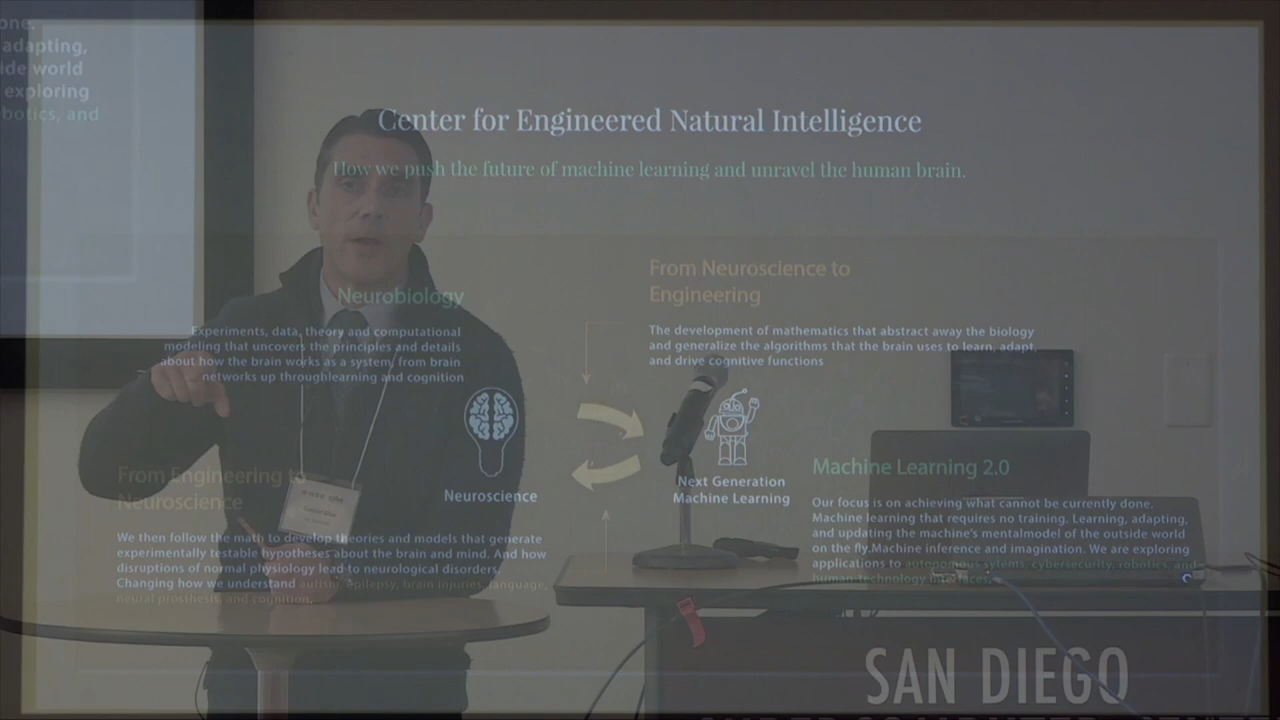 one.
adapting,
ide world
exploring
botics, and
Center for Engineered Natural Intelligence
How we push the future of machine learning and unravel the human brain.
Neurobiology
Experiments, data, theory and computational
modeling that uncovers the principles and details
about how the brain works as a system, from brain
networks up throughlearning and cognition
From Neuroscience to
Engineering
The development of mathematics that abstract away the biology
and generalize the algorithms that the brain uses to learn, adapt,
and drive cognitive functions
Neuroscience
Next Generation
Machine Learning
From Engineering to
Neuroscience
We then follow the math to develop theories and models that generate
experimentally testable hypotheses about the brain and mind. And how
disruptions of normal physiology lead to neurological disorders.
Changing how we understand autism, epilepsy, brain injuries, language,
neural prosthesis, and cognition.
Machine Learning 2.0
Our focus is on achieving what cannot be currently done.
Machine learning that requires no training. Learning, adapting,
and updating the machine's mentalmodel of the outside world
on the fly.Machine inference and imagination. We are exploring
applications to autonomous sytems, cybersecurity, robotics, and
human-technology interfaces.
SAN DIEGO